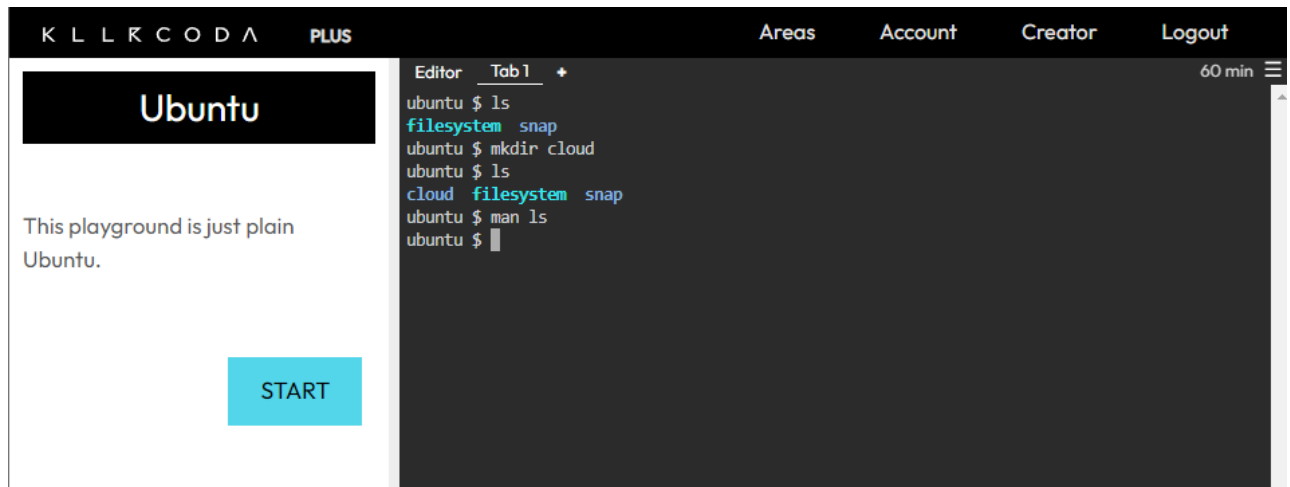 KLLRCODA PLUS Areas Account Creator Logout
Ubuntu
This playground is just plain
Ubuntu.
START
Editor Tab 1 + 60 min
ubuntu $ ls
filesystem snap
ubuntu $ mkdir cloud
ubuntu $ ls
cloud filesystem snap
ubuntu $ man ls
ubuntu $